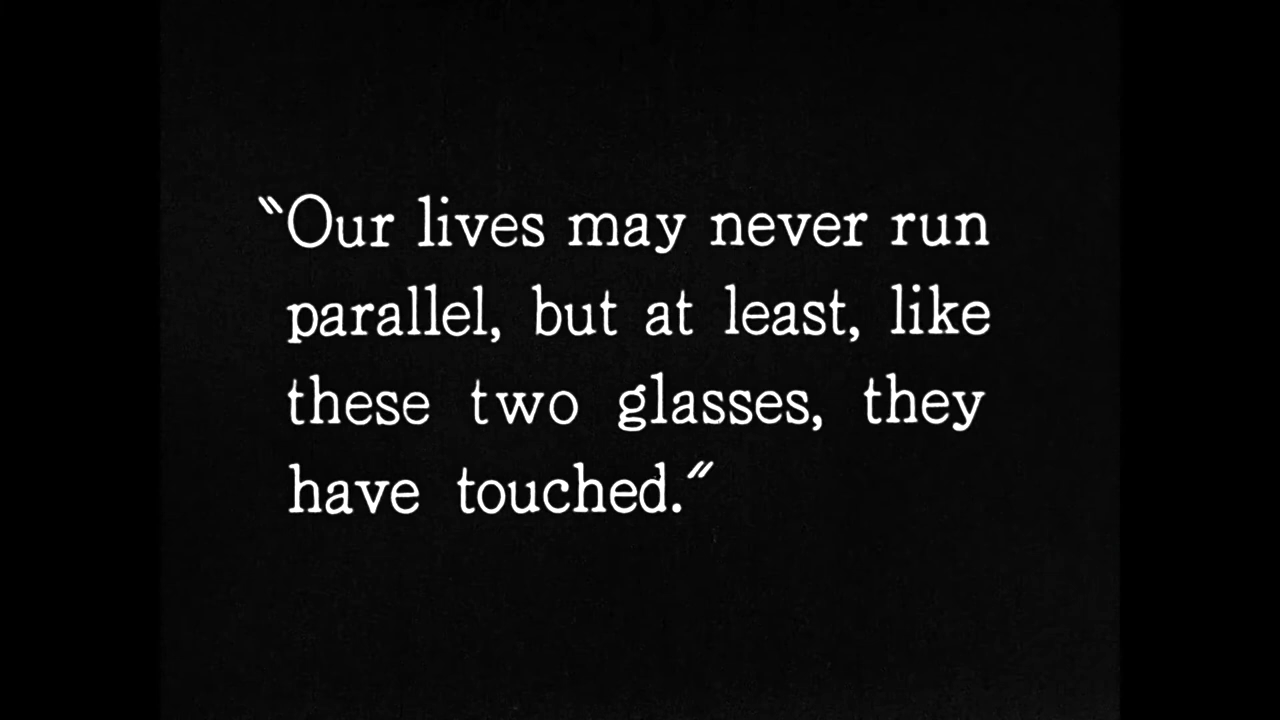 “Our lives may never run
parallel, but at least, like
these two glasses, they
have touched.”